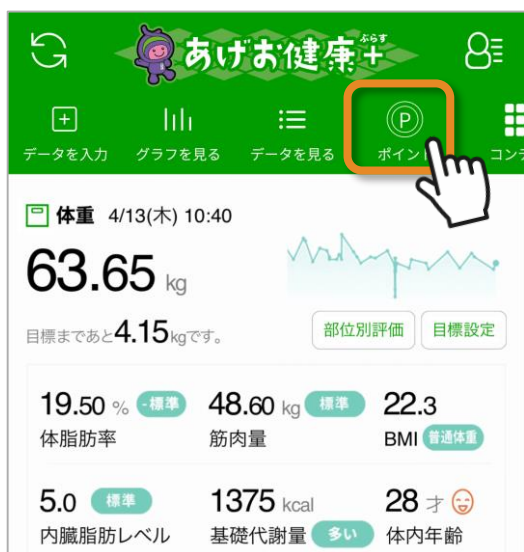 ぷらす
あげお健康+
データを入力 グラフを見る データを見る ポイント コンテ
体重 4/13(木) 10:40
63.65 kg
目標まであと4.15kgです。 部位別評価 目標設定
19.50 % -標準 48.60 kg 標準 22.3
体脂肪率 筋肉量 BMI 普通体重
5.0 標準 1375 kcal 28 才
内臓脂肪レベル 基礎代謝量 多い 体内年齢